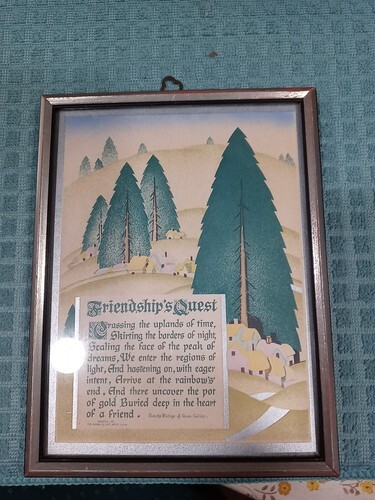 Friendship's Quest
Crossing the uplands of time,
Skirting the borders of night,
Scaling the face of the peak of
dreams, We enter the regions of
light, And hastening on, with eager
intent, Arrive at the rainbow's
end, And there uncover the pot
of gold Buried deep in the heart
of a friend.